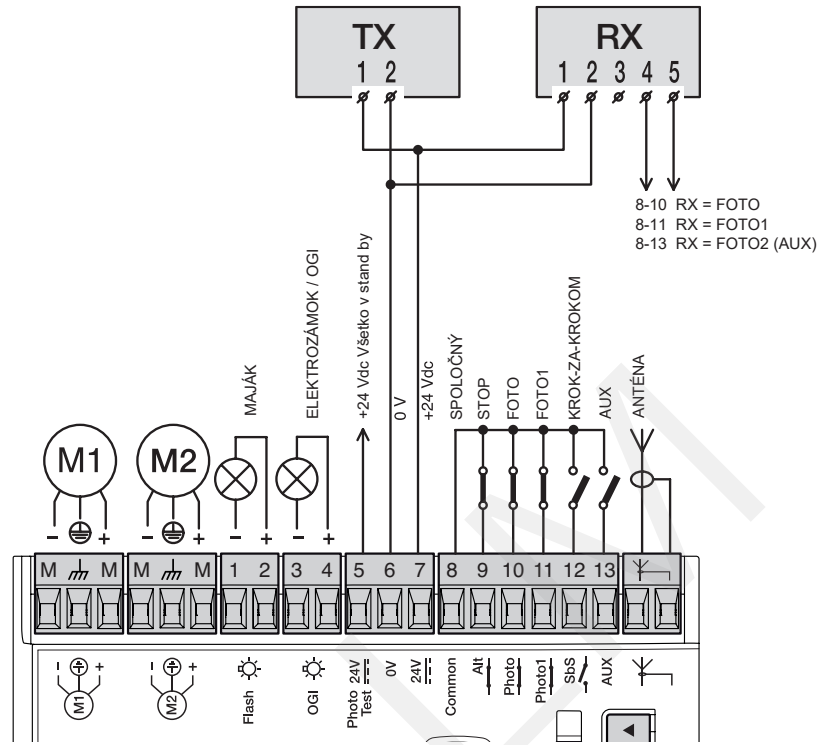 TX
1 2
RX
1 2 3 4 5
8-10 RX = FOTO
8-11 RX = FOTO1
8-13 RX = FOTO2 (AUX)
MAJÁK
ELEKTROZÁMOK / OGI
+24 Vdc Všetko v stand by
0 V
+24 Vdc
SPOLOČNÝ
STOP
FOTO
FOTO1
KROK-ZA-KROKOM
AUX
ANTÉNA
M1
M2
- +
- +
- +
- +
M M
M M
1 2
3 4
5 6 7
8 9 10 11 12 13
- +
M1
- +
M2
Flash
OGI
Photo Test 24V
0V
24V
Common
Alt
Photo
Photo1
SbS
AUX